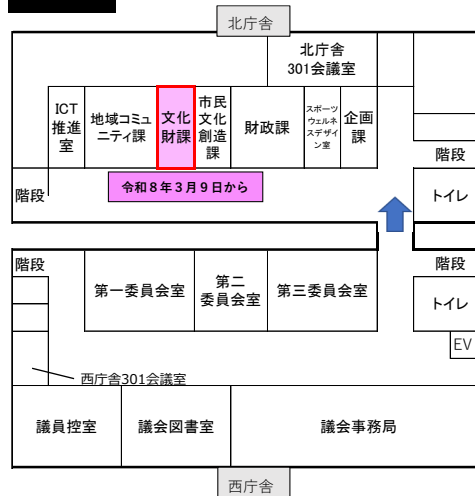 北庁舎
北庁舎
301会議室
ICT
推進
室
地域コミュ
ニティ課
文化
財課
市民
文化
創造
課
財政課
スポーツ
ウェルネ
スデザイ
ン室
企画
課
階段
階段
令和８年３月９日から
トイレ
階段
階段
第一委員会室
第二
委員会室
第三委員会室
トイレ
EV
西庁舎301会議室
議員控室
議会図書室
議会事務局
西庁舎